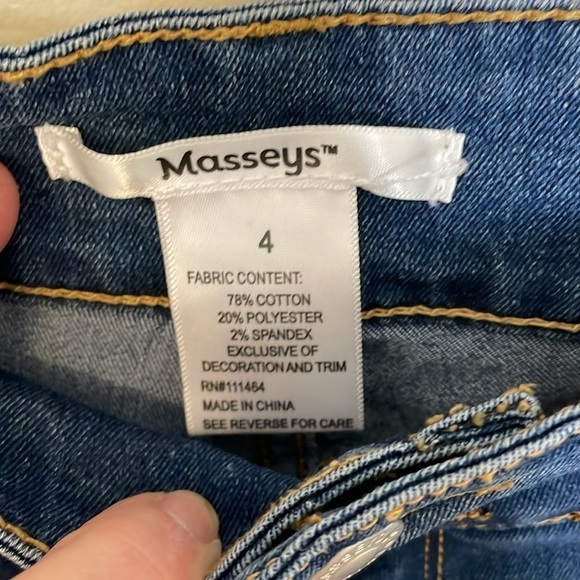 Masseys™
4
FABRIC CONTENT:
78% COTTON
20% POLYESTER
2% SPANDEX
EXCLUSIVE OF
DECORATION AND TRIM
RN#111464
MADE IN CHINA
SEE REVERSE FOR CARE